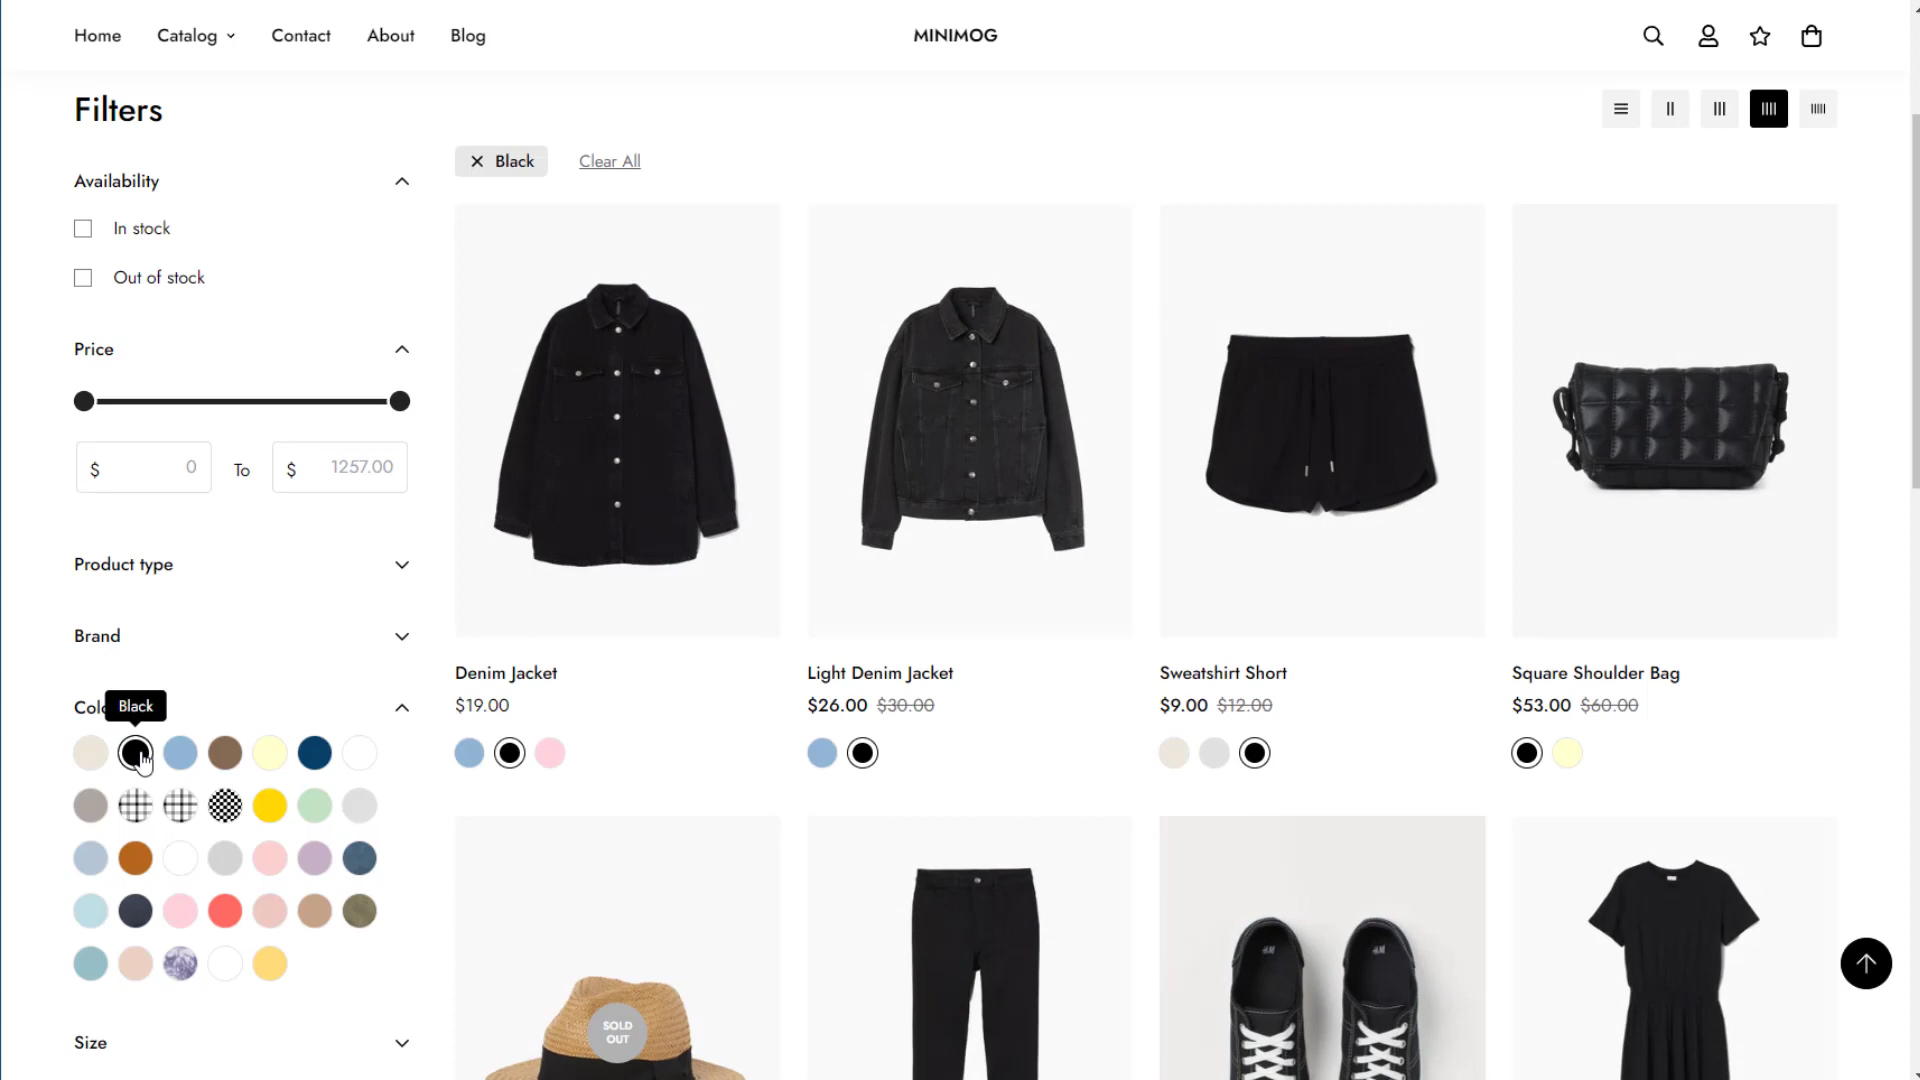 Home
Catalog
Contact
About
Blog
MINIMOG
Filters
Black
Clear All
Availability
In stock
Out of stock
Price
$ 0
To
$ 1257.00
Product type
Brand
Colo
Black
Size
Denim Jacket
$19.00
Light Denim Jacket
$26.00 $30.00
Sweatshirt Short
$9.00 $12.00
Square Shoulder Bag
$53.00 $60.00
SOLD
OUT
H&M
H&M